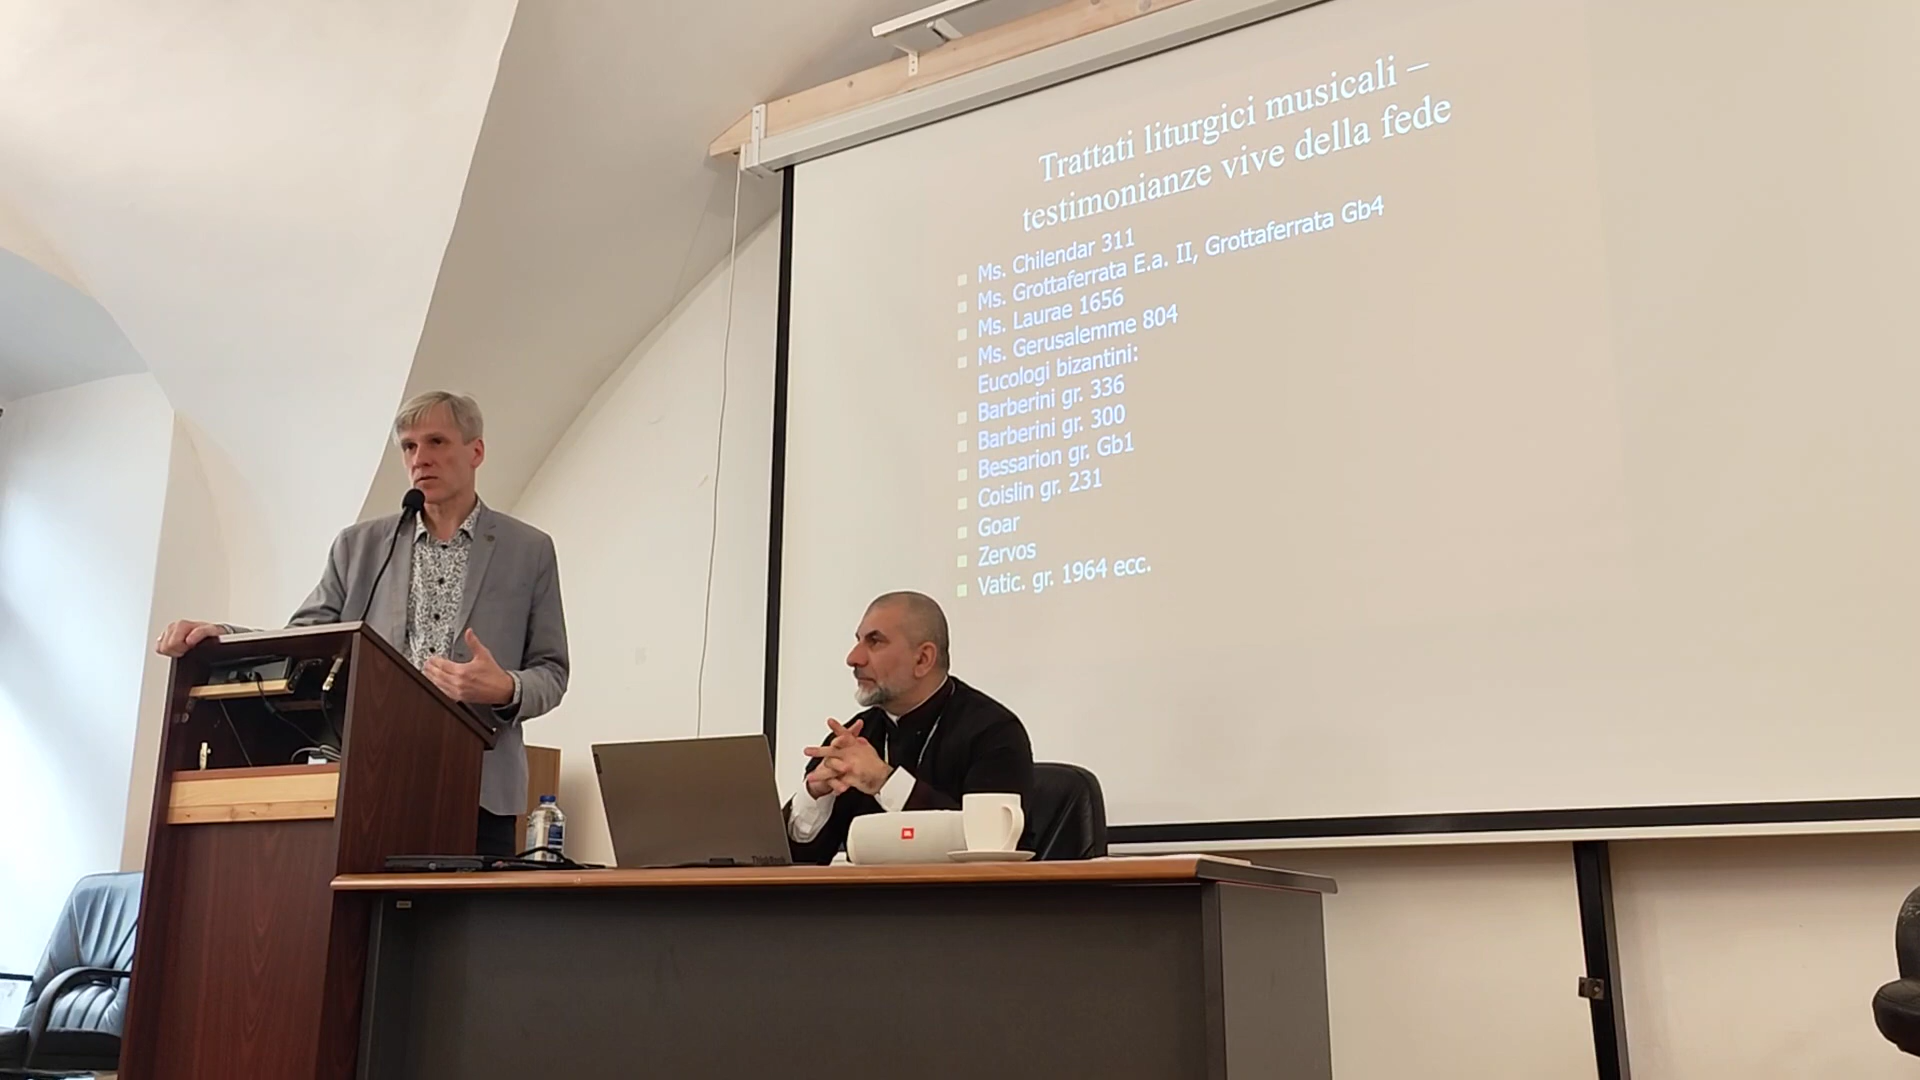 Trattati liturgici musicali –
testimonianze vive della fede
Ms. Chilendar 311
Ms. Grottaferrata E.a. II, Grottaferrata Gb4
Ms. Laurae 1656
Ms. Gerusalemme 804
Eucologi bizantini:
Barberini gr. 336
Barberini gr. 300
Bessarion gr. Gb1
Coislin gr. 231
Goar
Zervos
Vatic. gr. 1964 ecc.
JBL
ThinkBook